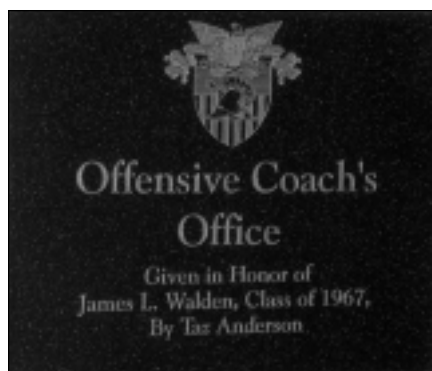 Offensive Coach's
Office
Given in Honor of
James L. Walden, Class of 1967,
By Taz Anderson